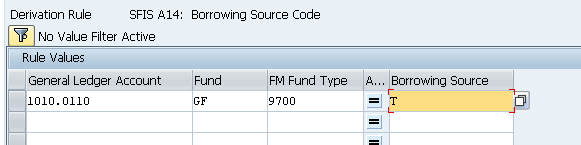 Derivation Rule SFIS A14: Borrowing Source Code
No Value Filter Active
Rule Values
General Ledger Account Fund FM Fund Type A... Borrowing Source
1010.0110 GF 9700 = T
=
=